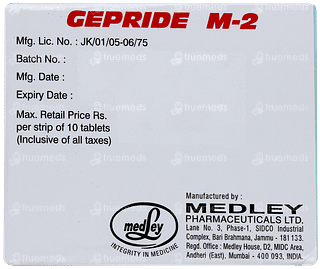 GEPRIDE M-2
Mfg. Lic. No. : JK/01/05-06/75
Batch No. :
Mfg. Date :
Expiry Date :
Max. Retail Price Rs.
per strip of 10 tablets
(Inclusive of all taxes)
Manufactured by :
MEDLEY
PHARMACEUTICALS LTD.
Lane No. 3, Phase-1, SIDCO Industrial
Complex, Bari Brahmana, Jammu - 181 133.
Regd. Office : Medley House, D2, MIDC Area,
Andheri (East), Mumbai - 400 093, INDIA.
medley
INTEGRITY IN MEDICINE
truemeds